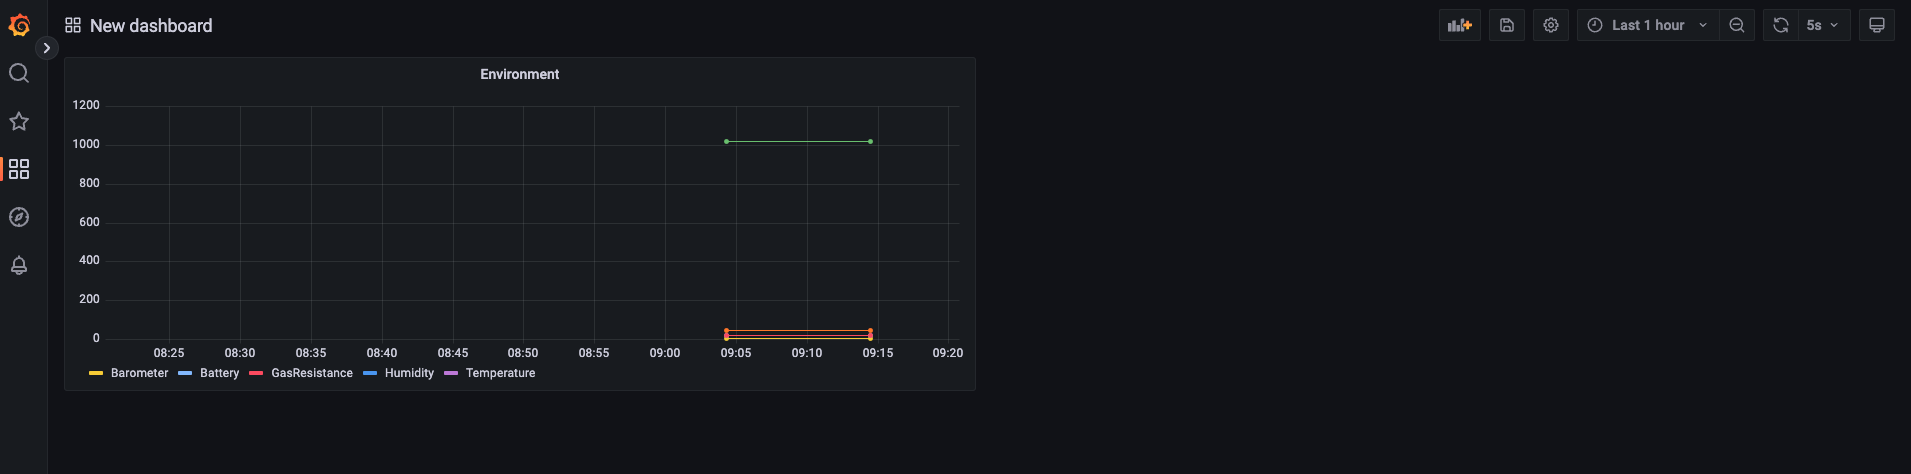 New dashboard
Last 1 hour
5s
Environment
1200
1000
800
600
400
200
0
08:25 08:30 08:35 08:40 08:45 08:50 08:55 09:00 09:05 09:10 09:15 09:20
Barometer Battery GasResistance Humidity Temperature